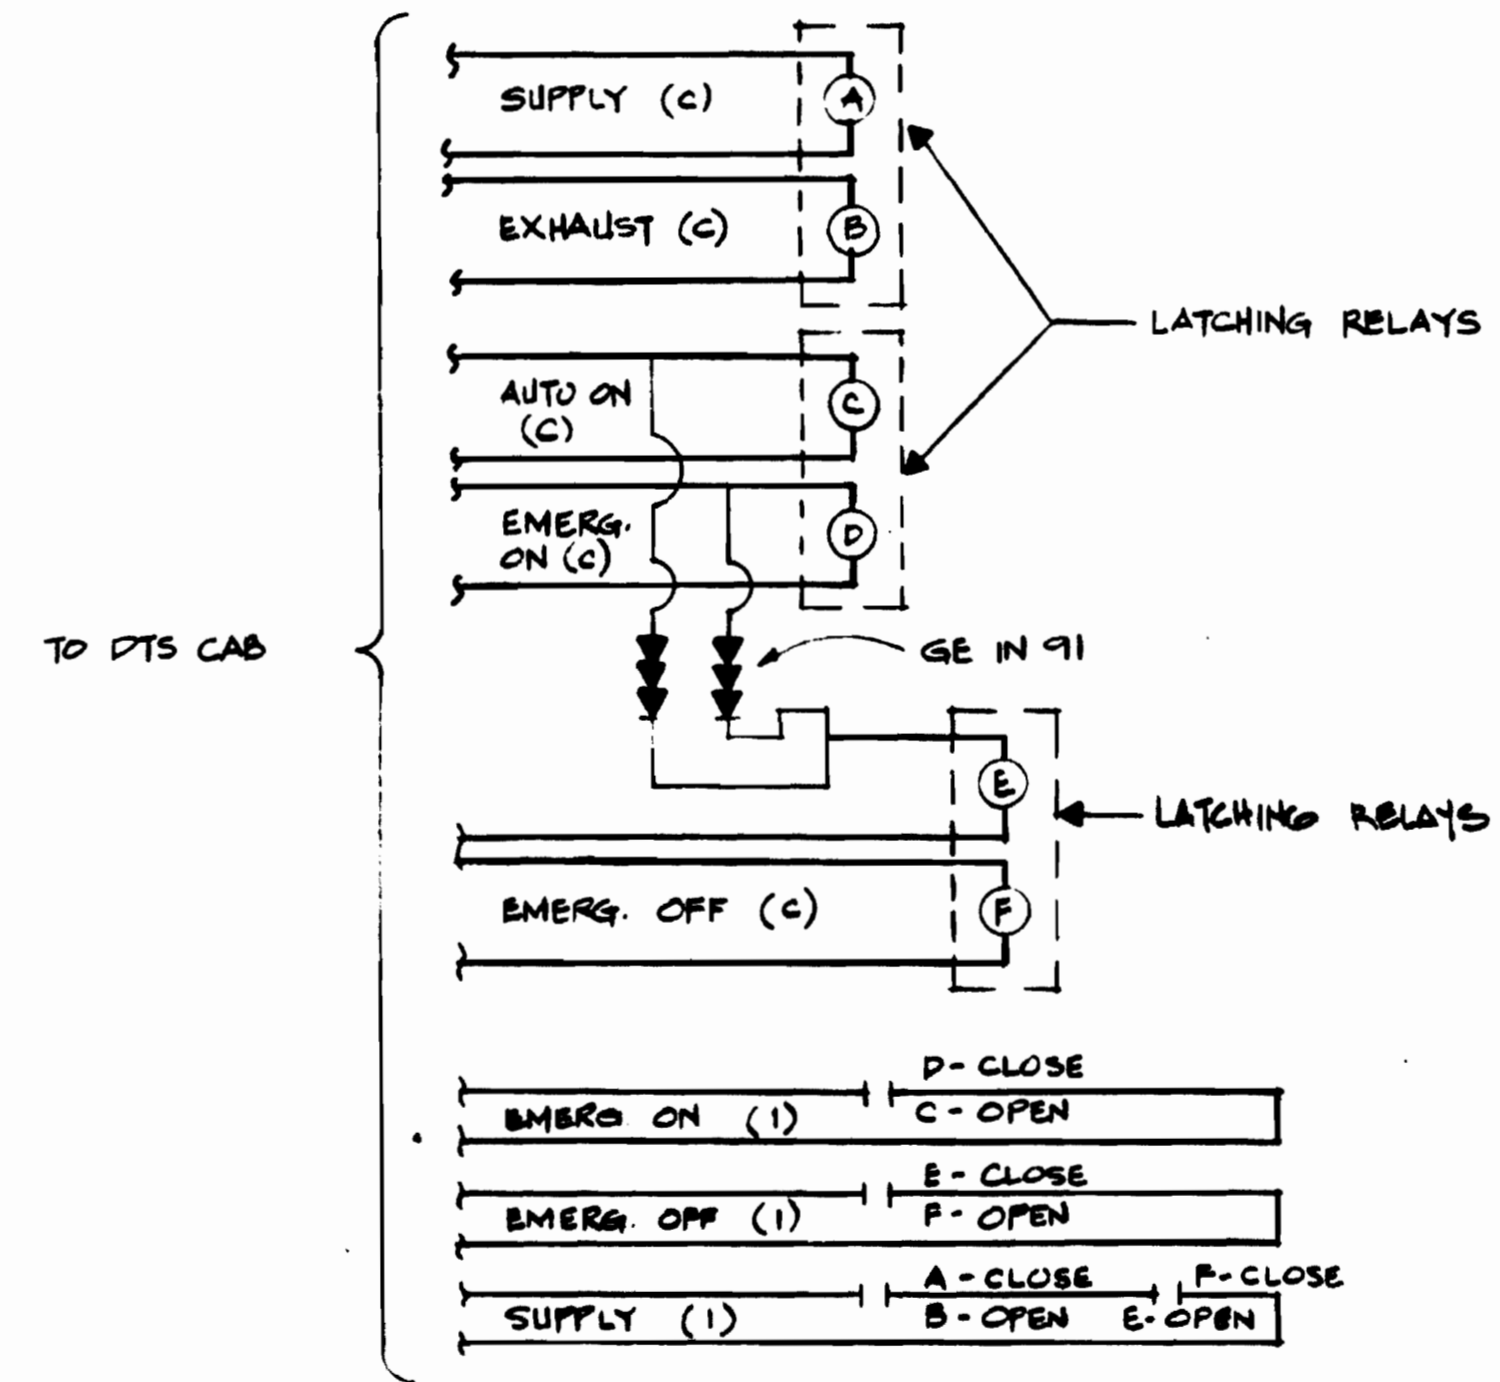 SUPPLY (C)
A
EXHAUST (C)
B
LATCHING RELAYS
AUTO ON
(C)
C
EMERG.
ON (C)
D
TO DTS CAB
GE IN 91
E
LATCHING RELAYS
EMERG. OFF (C)
F
D - CLOSE
EMERG ON (1)
C - OPEN
E - CLOSE
EMERG. OFF (1)
F - OPEN
A - CLOSE
F - CLOSE
SUPPLY (1)
B - OPEN
E - OPEN